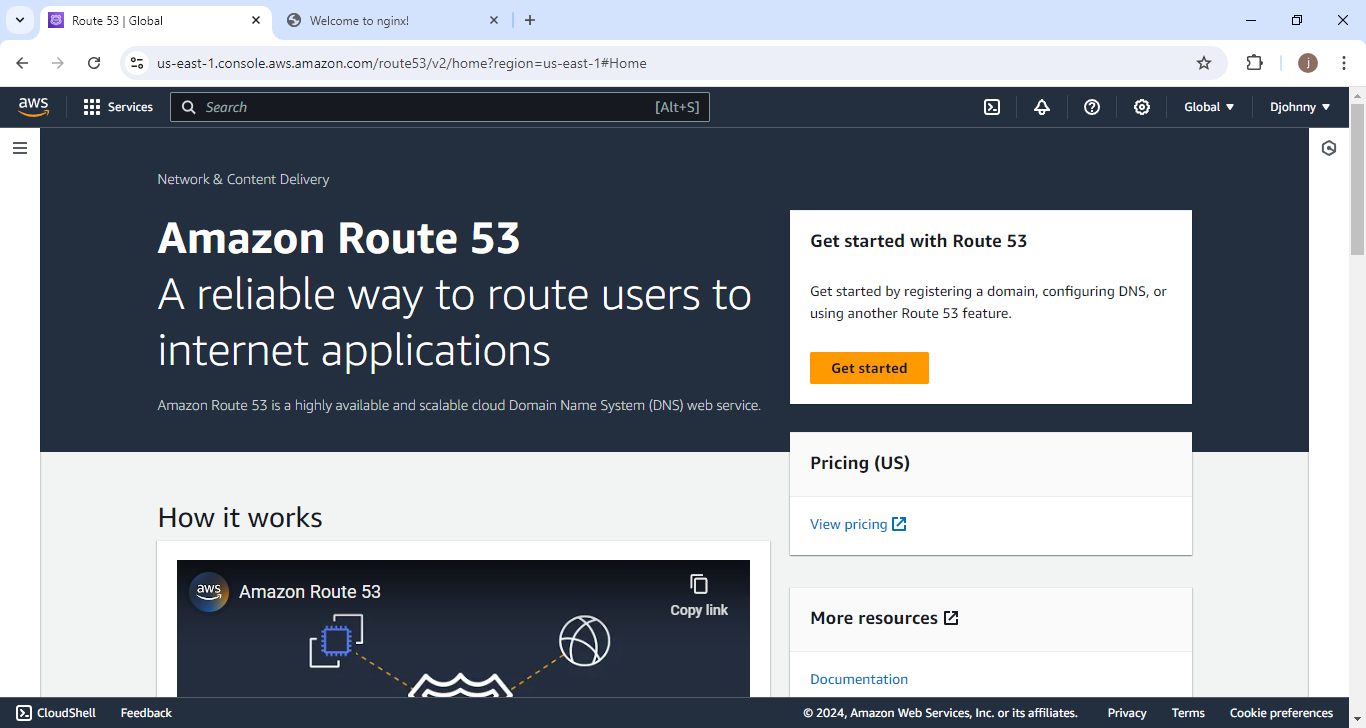 Route 53 | Global
Welcome to nginx!
us-east-1.console.aws.amazon.com/route53/v2/home?region=us-east-1#Home
j
aws
Services
Search
[Alt+S]
Global
Djohnny
Network & Content Delivery
Amazon Route 53
A reliable way to route users to
internet applications
Amazon Route 53 is a highly available and scalable cloud Domain Name System (DNS) web service.
Get started with Route 53
Get started by registering a domain, configuring DNS, or
using another Route 53 feature.
Get started
Pricing (US)
View pricing
How it works
aws
Amazon Route 53
Copy link
More resources
Documentation
CloudShell
Feedback
© 2024, Amazon Web Services, Inc. or its affiliates.
Privacy
Terms
Cookie preferences